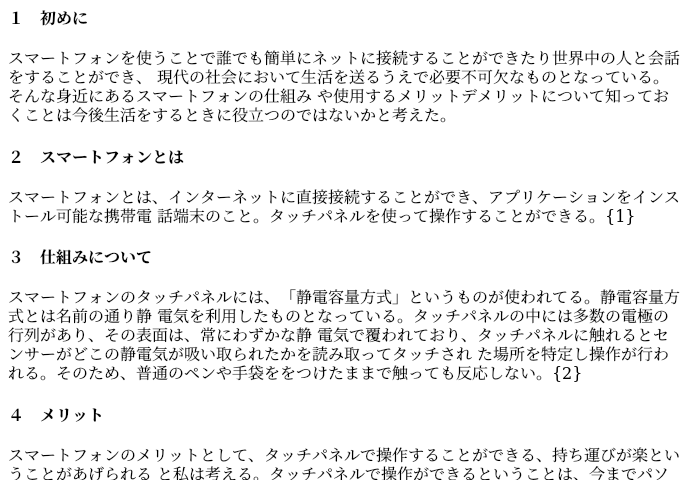 1　初めに
スマートフォンを使うことで誰でも簡単にネットに接続することができたり世界中の人と会話
をすることができ、 現代の社会において生活を送るうえで必要不可欠なものとなっている。
そんな身近にあるスマートフォンの仕組み や使用するメリットデメリットについて知ってお
くことは今後生活をするときに役立つのではないかと考えた。
2　スマートフォンとは
スマートフォンとは、インターネットに直接接続することができ、アプリケーションをインス
トール可能な携帯電 話端末のこと。タッチパネルを使って操作することができる。{1}
3　仕組みについて
スマートフォンのタッチパネルには、「静電容量方式」というものが使われてる。静電容量方
式とは名前の通り静 電気を利用したものとなっている。タッチパネルの中には多数の電極の
行列があり、その表面は、常にわずかな静 電気で覆われており、タッチパネルに触れるとセ
ンサーがどこの静電気が吸い取られたかを読み取ってタッチされ た場所を特定し操作が行わ
れる。そのため、普通のペンや手袋ををつけたままで触っても反応しない。{2}
4　メリット
スマートフォンのメリットとして、タッチパネルで操作することができる、持ち運びが楽とい
うことがあげられる と私は考える。タッチパネルで操作ができるということは、今までパソ